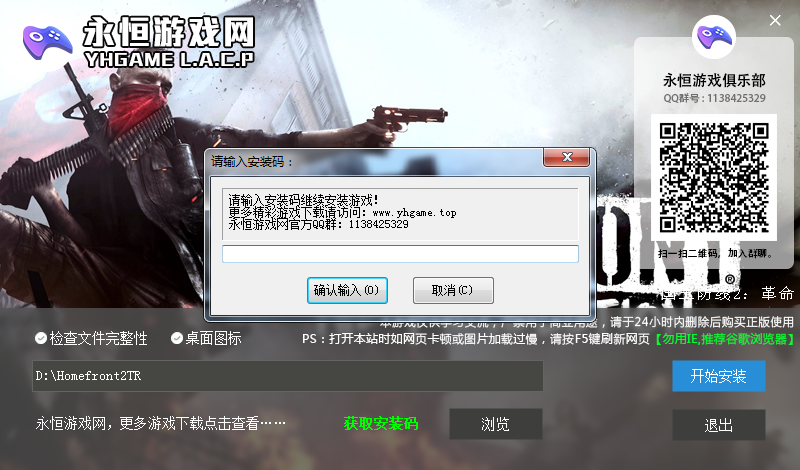 永恒游戏网
YHGAME L.A.C.P
永恒游戏俱乐部
QQ群号 : 1138425329
扫一扫二维码，加入群聊。
请输入安装码：
请输入安装码继续安装游戏!
更多精彩游戏下载请访问: www.yhgame.top
永恒游戏网官方QQ群: 1138425329
确认输入(O)
取消(C)
防线2：革命
本游戏仅供学习交流，严禁用于商业用途，请于24小时内删除后购买正版使用
PS：打开本站时如网页卡顿或图片加载过慢，请按F5键刷新网页【勿用IE,推荐谷歌浏览器】
检查文件完整性
桌面图标
D:\Homefront2TR
开始安装
永恒游戏网，更多游戏下载点击查看……
获取安装码
浏览
退出